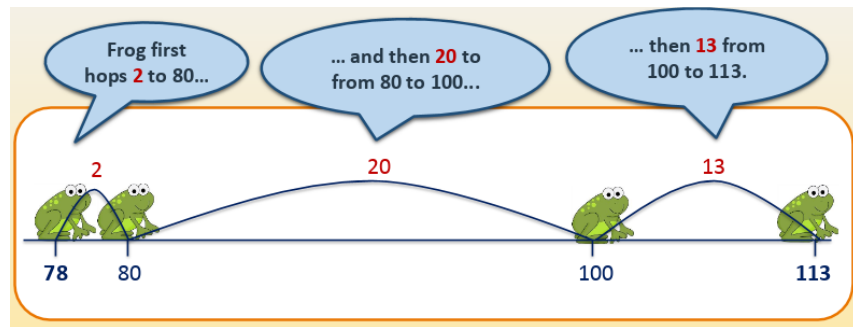 Frog first
hops 2 to 80...
... and then 20 to
from 80 to 100...
... then 13 from
100 to 113.
2
20
13
78
80
100
113